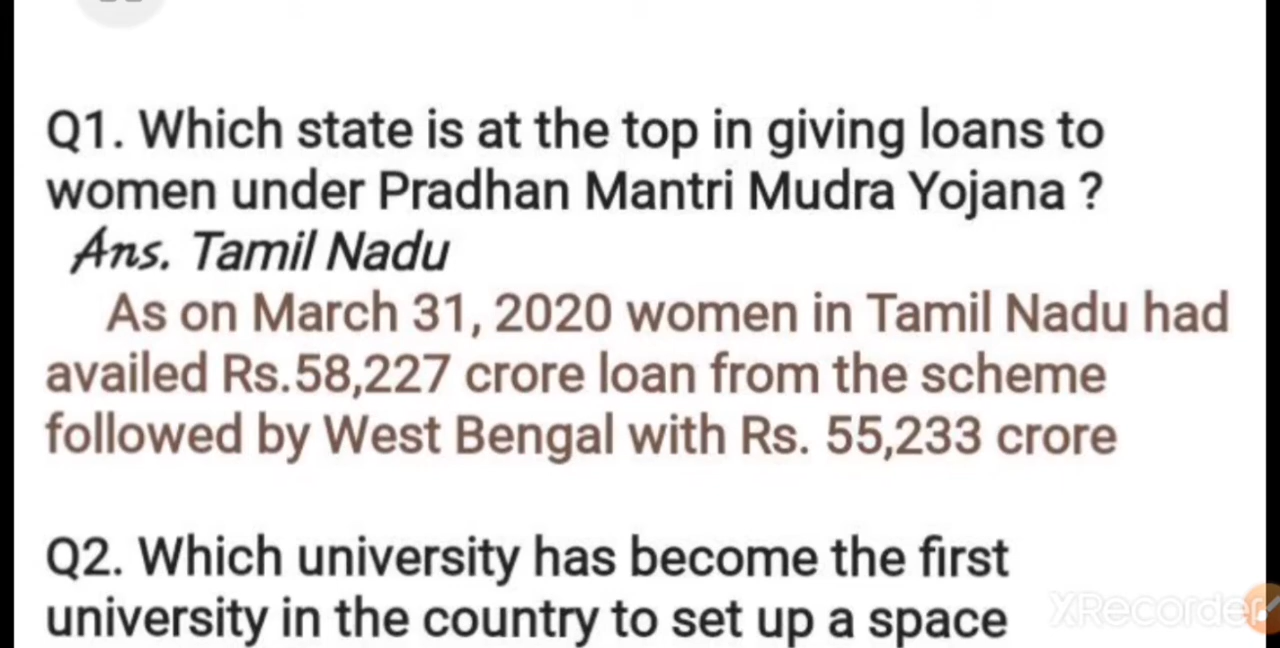 Q1. Which state is at the top in giving loans to
women under Pradhan Mantri Mudra Yojana ?
Ans. Tamil Nadu
As on March 31, 2020 women in Tamil Nadu had
availed Rs.58,227 crore loan from the scheme
followed by West Bengal with Rs. 55,233 crore
Q2. Which university has become the first
university in the country to set up a space
XRecorder